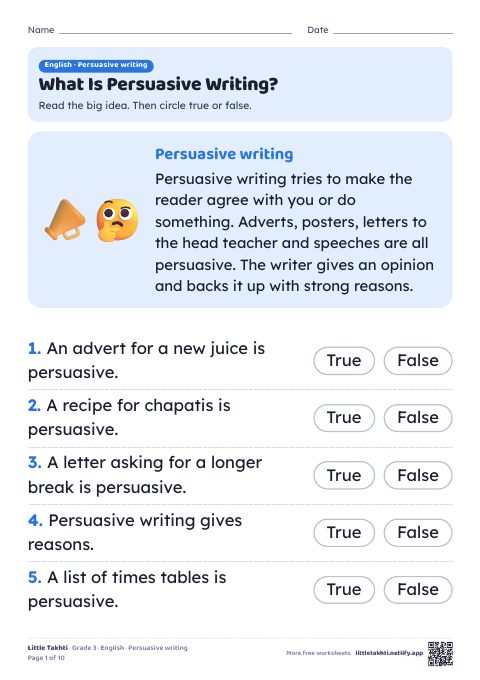 Name Date
English · Persuasive writing
What Is Persuasive Writing?
Read the big idea. Then circle true or false.
Persuasive writing
Persuasive writing tries to make the
reader agree with you or do
something. Adverts, posters, letters to
the head teacher and speeches are all
persuasive. The writer gives an opinion
and backs it up with strong reasons.
1. An advert for a new juice is
persuasive.
True False
2. A recipe for chapatis is
persuasive.
True False
3. A letter asking for a longer
break is persuasive.
True False
4. Persuasive writing gives
reasons.
True False
5. A list of times tables is
persuasive.
True False
Little Takhti · Grade 3 · English · Persuasive writing
Page 1 of 10
More free worksheets · littletakhti.netlify.app